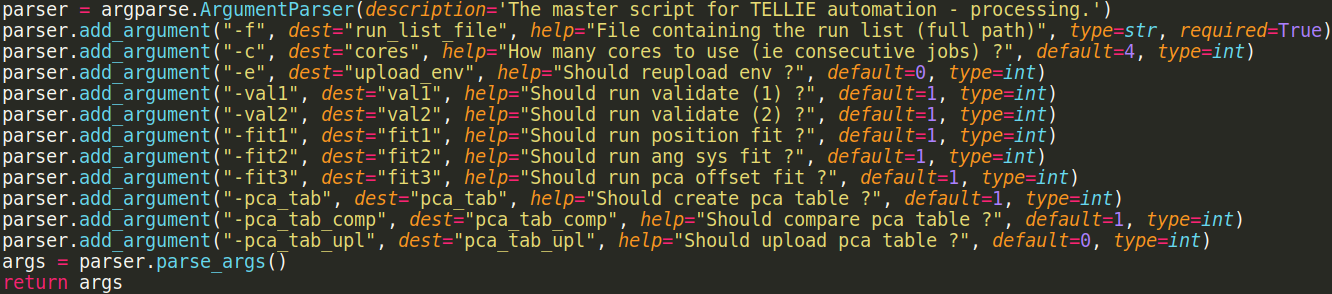 parser = argparse.ArgumentParser(description='The master script for TELLIE automation - processing.')
parser.add_argument("-f", dest="run_list_file", help="File containing the run list (full path)", type=str, required=True)
parser.add_argument("-c", dest="cores", help="How many cores to use (ie consecutive jobs) ?", default=4, type=int)
parser.add_argument("-e", dest="upload_env", help="Should reupload env ?", default=0, type=int)
parser.add_argument("-val1", dest="val1", help="Should run validate (1) ?", default=1, type=int)
parser.add_argument("-val2", dest="val2", help="Should run validate (2) ?", default=1, type=int)
parser.add_argument("-fit1", dest="fit1", help="Should run position fit ?", default=1, type=int)
parser.add_argument("-fit2", dest="fit2", help="Should run ang sys fit ?", default=1, type=int)
parser.add_argument("-fit3", dest="fit3", help="Should run pca offset fit ?", default=1, type=int)
parser.add_argument("-pca_tab", dest="pca_tab", help="Should create pca table ?", default=1, type=int)
parser.add_argument("-pca_tab_comp", dest="pca_tab_comp", help="Should compare pca table ?", default=1, type=int)
parser.add_argument("-pca_tab_upl", dest="pca_tab_upl", help="Should upload pca table ?", default=0, type=int)
args = parser.parse_args()
return args